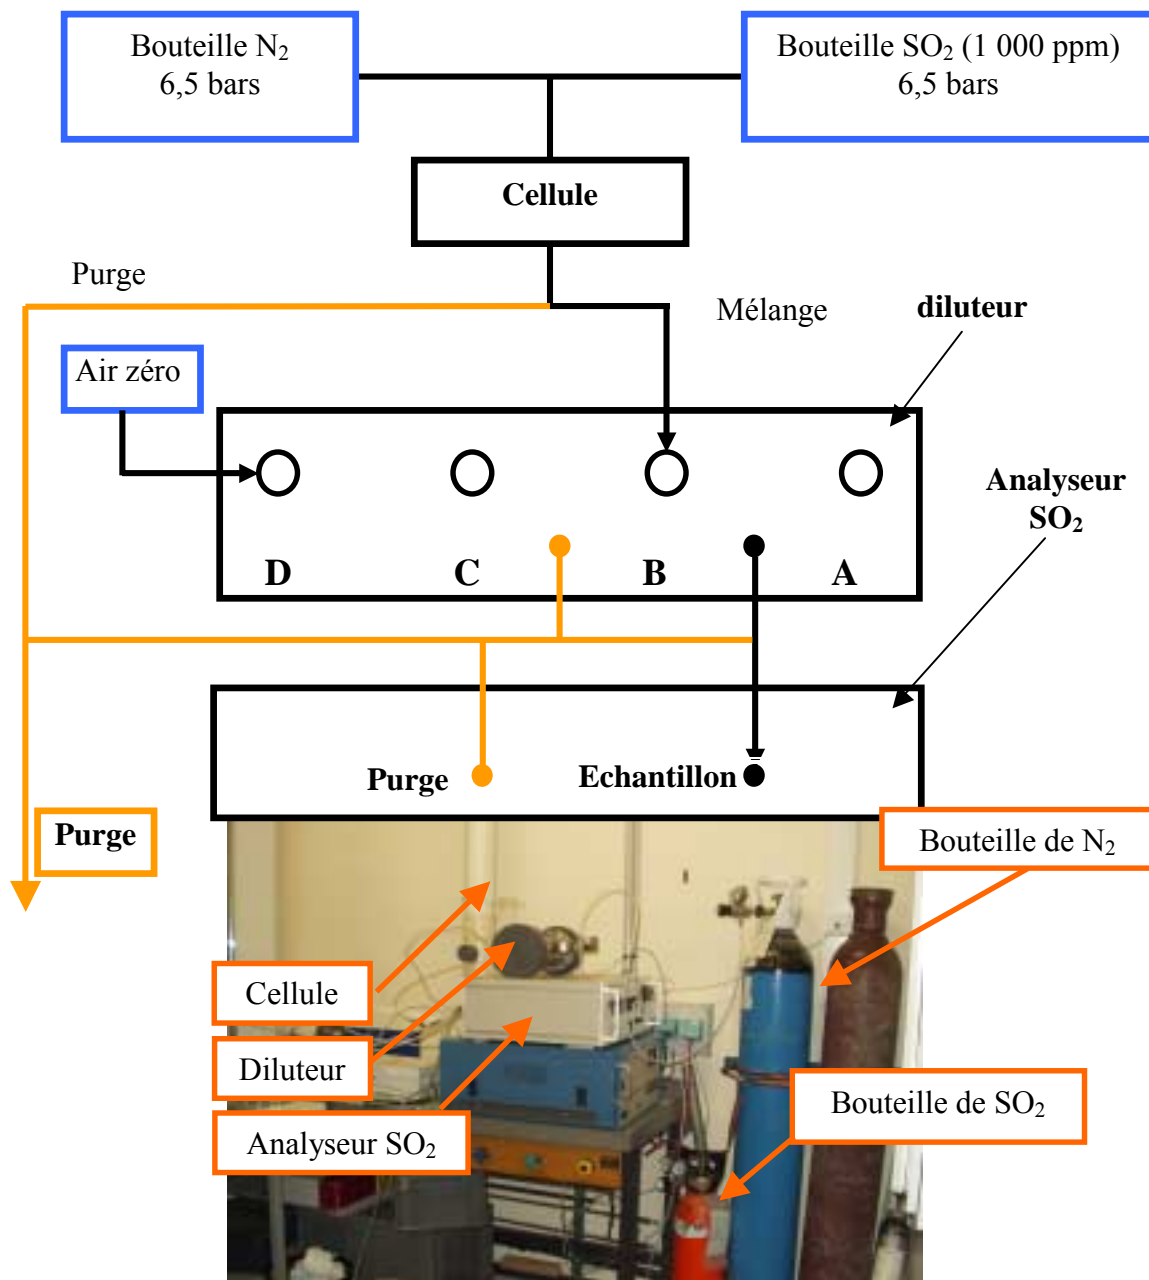 Bouteille N₂
6,5 bars
Bouteille SO₂ (1 000 ppm)
6,5 bars
Cellule
Purge
Mélange
diluteur
Air zéro
Analyseur
SO₂
D
C
B
A
Purge
Echantillon
Purge
Bouteille de N₂
Cellule
Diluteur
Bouteille de SO₂
Analyseur SO₂